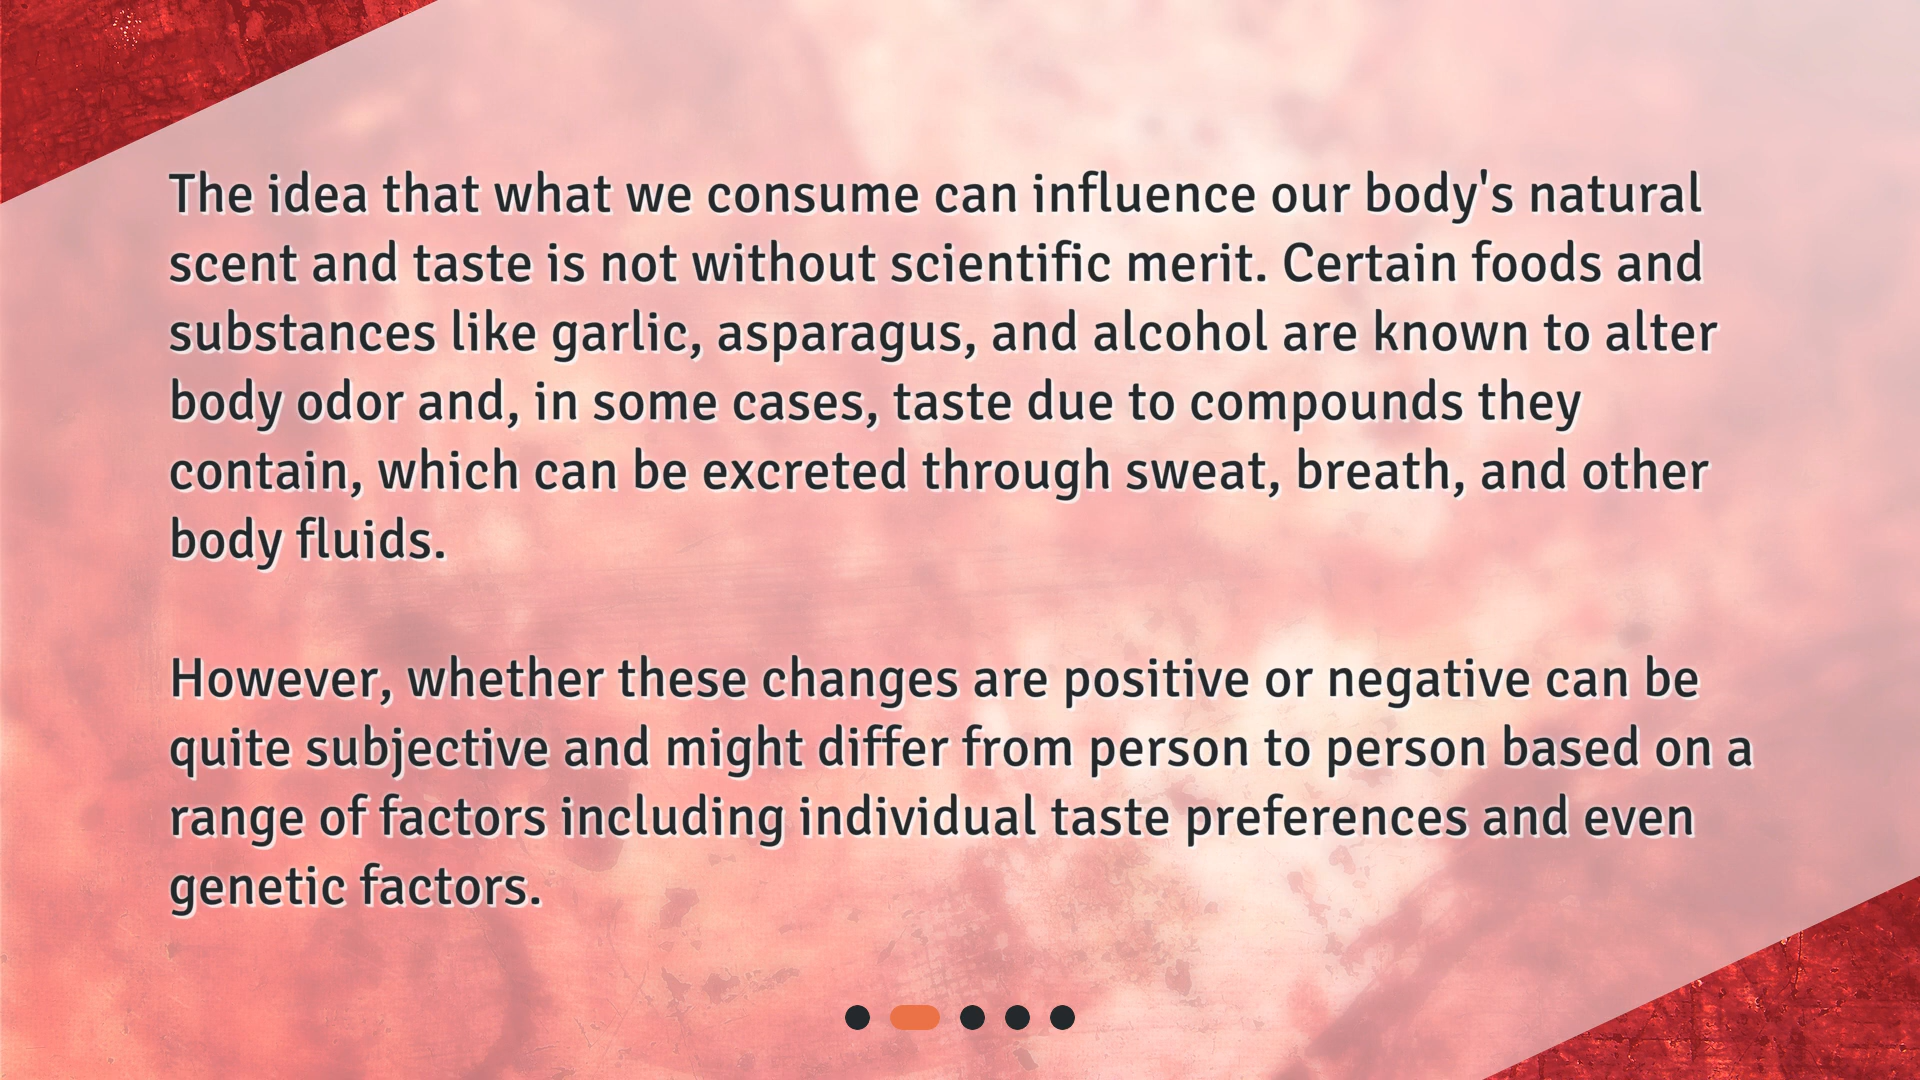 The idea that what we consume can influence our body's natural
scent and taste is not without scientific merit. Certain foods and
substances like garlic, asparagus, and alcohol are known to alter
body odor and, in some cases, taste due to compounds they
contain, which can be excreted through sweat, breath, and other
body fluids.
However, whether these changes are positive or negative can be
quite subjective and might differ from person to person based on a
range of factors including individual taste preferences and even
genetic factors.